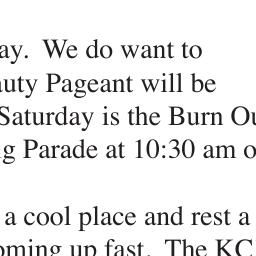 ay.  We do want to
auty Pageant will be
Saturday is the Burn Ou
g Parade at 10:30 am o
a cool place and rest a
oming up fast.  The KC